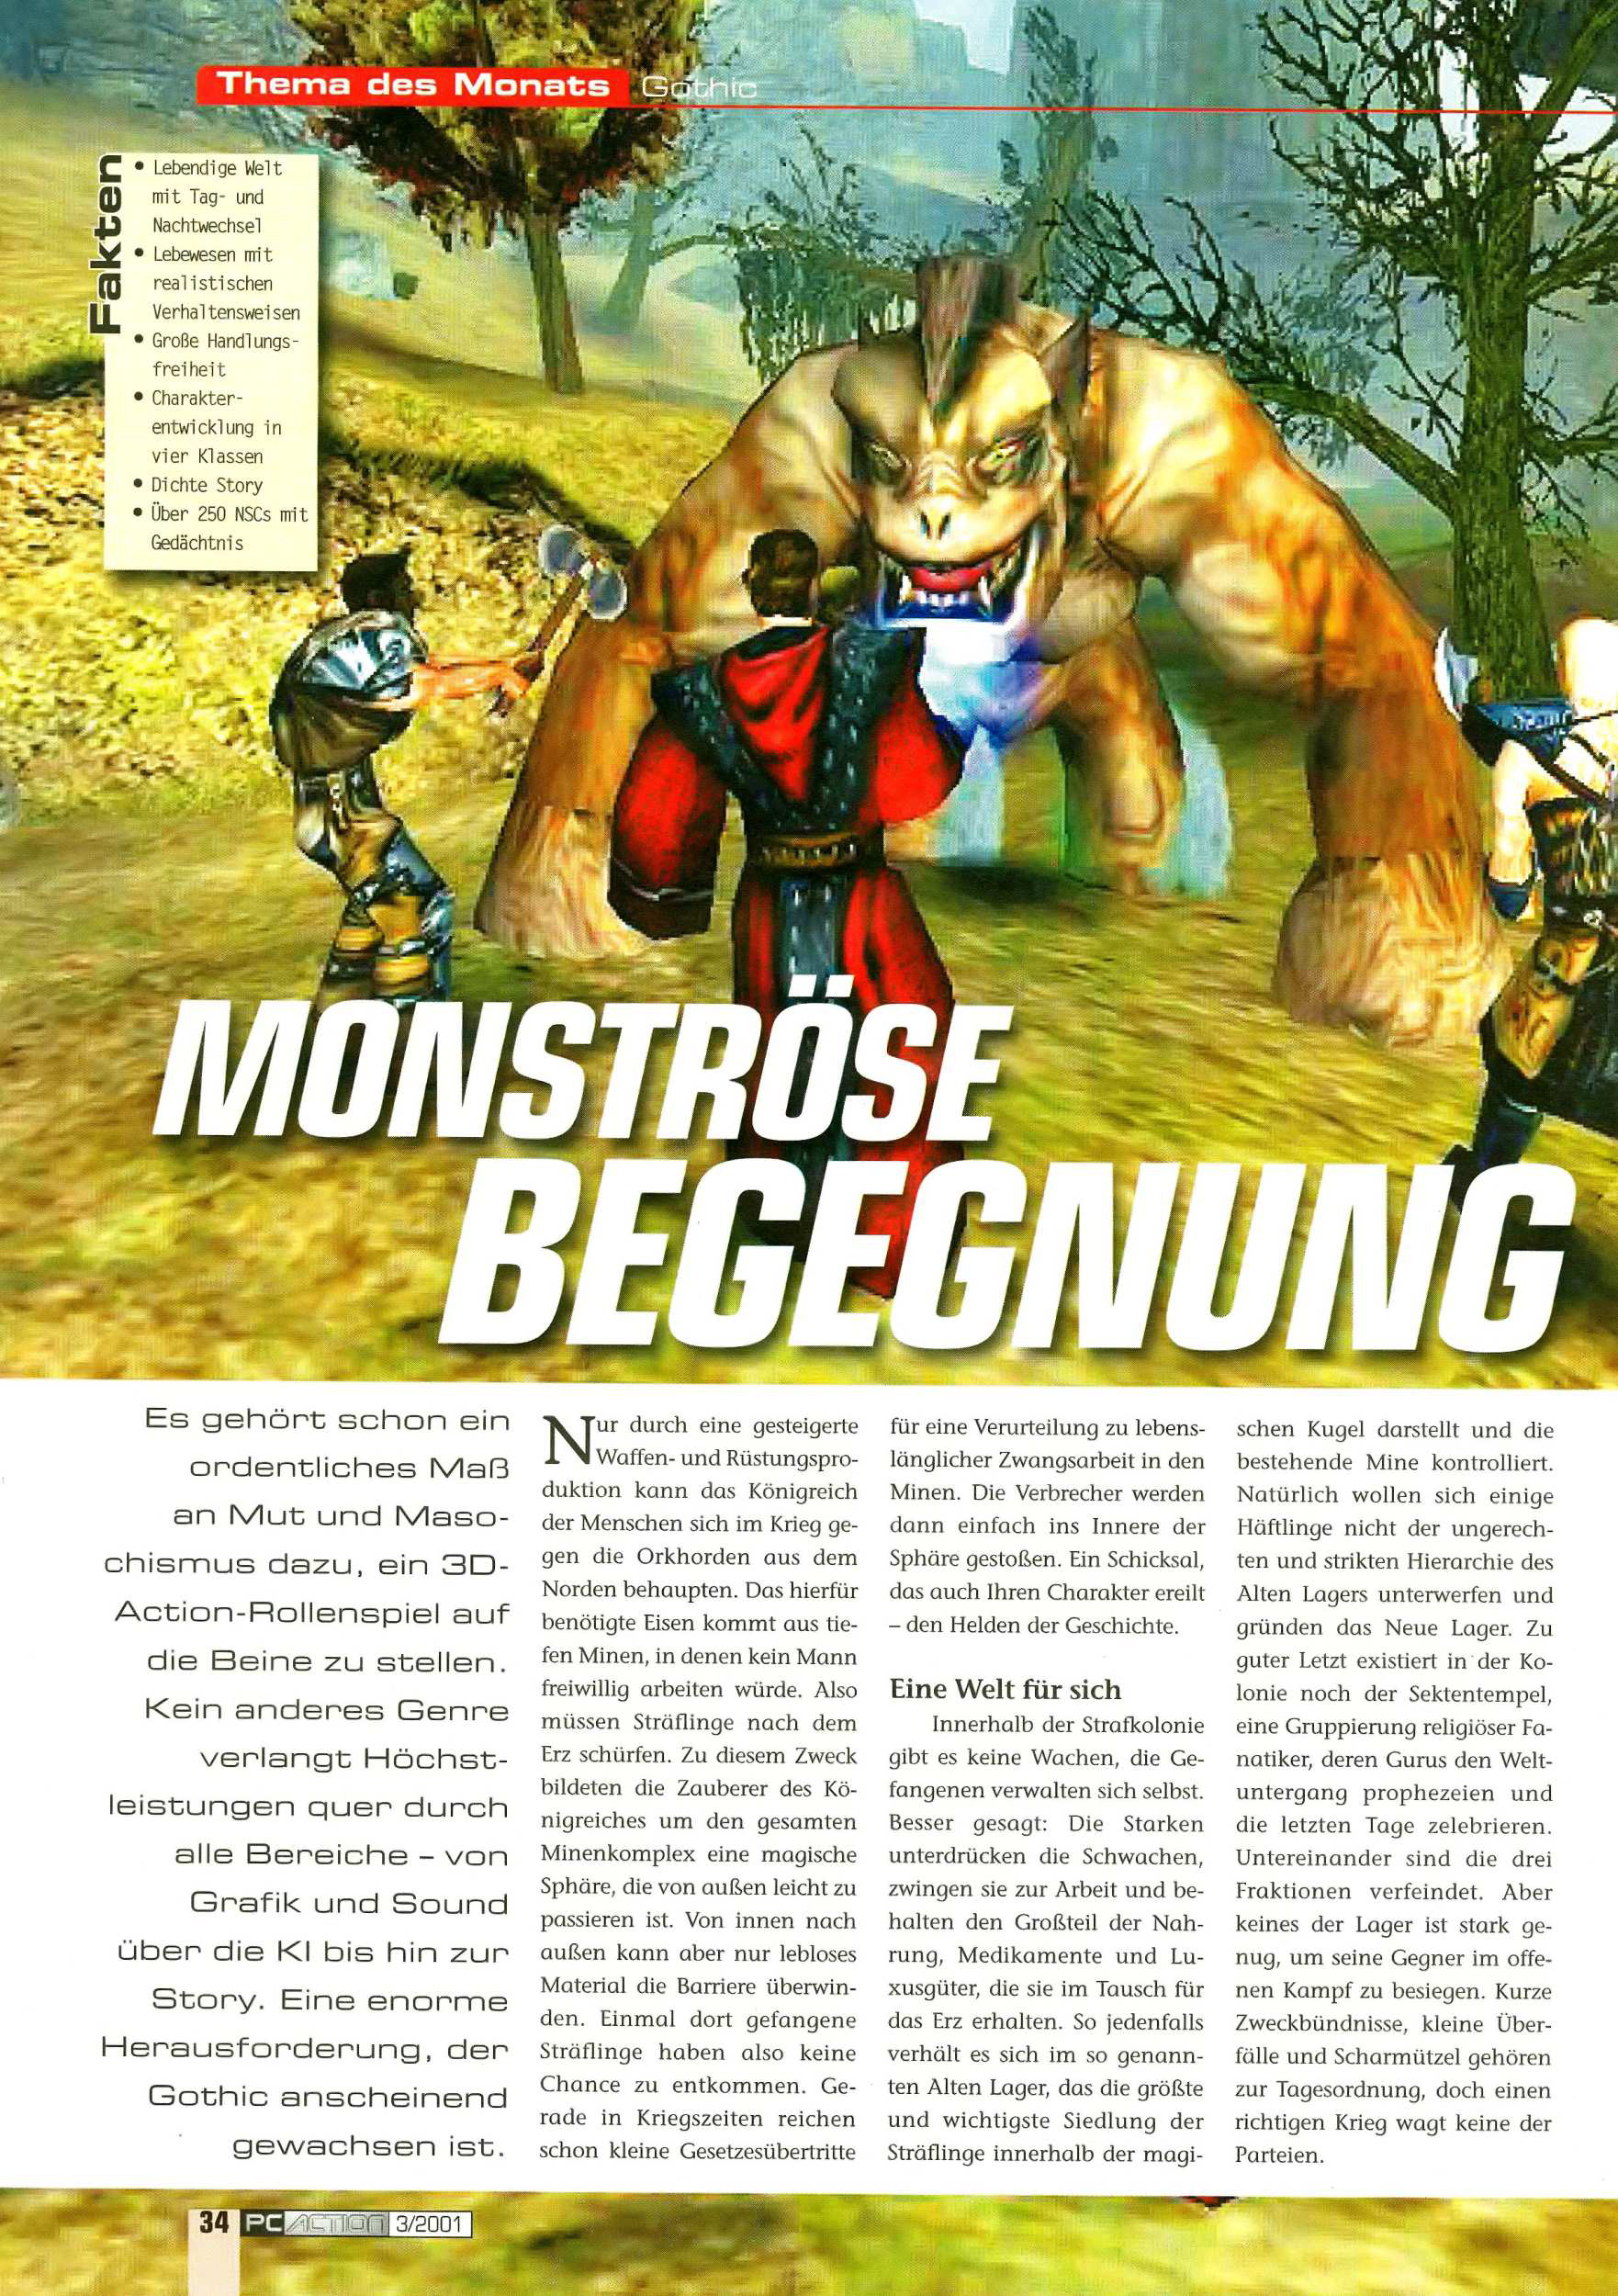 Thema des Monats Gothic
Fakten
• Lebendige Welt
mit Tag- und
Nachtwechsel
• Lebewesen mit
realistischen
Verhaltensweisen
• Große Handlungs-
freiheit
• Charakter-
entwicklung in
vier Klassen
• Dichte Story
• Über 250 NSCs mit
Gedächtnis
MONSTRÖSE
BEGEGNUNG
Es gehört schon ein
ordentliches Maß
an Mut und Maso-
chismus dazu, ein 3D-
Action-Rollenspiel auf
die Beine zu stellen.
Kein anderes Genre
verlangt Höchst-
leistungen quer durch
alle Bereiche – von
Grafik und Sound
über die KI bis hin zur
Story. Eine enorme
Herausforderung, der
Gothic anscheinend
gewachsen ist.
Nur durch eine gesteigerte
Waffen- und Rüstungspro-
duktion kann das Königreich
der Menschen sich im Krieg ge-
gen die Orkhorden aus dem
Norden behaupten. Das hierfür
benötigte Eisen kommt aus tie-
fen Minen, in denen kein Mann
freiwillig arbeiten würde. Also
müssen Sträflinge nach dem
Erz schürfen. Zu diesem Zweck
bildeten die Zauberer des Kö-
nigreiches um den gesamten
Minenkomplex eine magische
Sphäre, die von außen leicht zu
passieren ist. Von innen nach
außen kann aber nur lebloses
Material die Barriere überwin-
den. Einmal dort gefangene
Sträflinge haben also keine
Chance zu entkommen. Ge-
rade in Kriegszeiten reichen
schon kleine Gesetzesübertritte
für eine Verurteilung zu lebens-
länglicher Zwangsarbeit in den
Minen. Die Verbrecher werden
dann einfach ins Innere der
Sphäre gestoßen. Ein Schicksal,
das auch Ihren Charakter ereilt
– den Helden der Geschichte.
Eine Welt für sich
Innerhalb der Strafkolonie
gibt es keine Wachen, die Ge-
fangenen verwalten sich selbst.
Besser gesagt: Die Starken
unterdrücken die Schwachen,
zwingen sie zur Arbeit und be-
halten den Großteil der Nah-
rung, Medikamente und Lu-
xusgüter, die sie im Tausch für
das Erz erhalten. So jedenfalls
verhält es sich im so genann-
ten Alten Lager, das die größte
und wichtigste Siedlung der
Sträflinge innerhalb der magi-
schen Kugel darstellt und die
bestehende Mine kontrolliert.
Natürlich wollen sich einige
Häftlinge nicht der ungerech-
ten und strikten Hierarchie des
Alten Lagers unterwerfen und
gründen das Neue Lager. Zu
guter Letzt existiert in der Ko-
lonie noch der Sektentempel,
eine Gruppierung religiöser Fa-
natiker, deren Gurus den Welt-
untergang prophezeien und
die letzten Tage zelebrieren.
Untereinander sind die drei
Fraktionen verfeindet. Aber
keines der Lager ist stark ge-
nug, um seine Gegner im offe-
nen Kampf zu besiegen. Kurze
Zweckbündnisse, kleine Über-
fälle und Scharmützel gehören
zur Tagesordnung, doch einen
richtigen Krieg wagt keine der
Parteien.
34 PC ACTION 3/2001